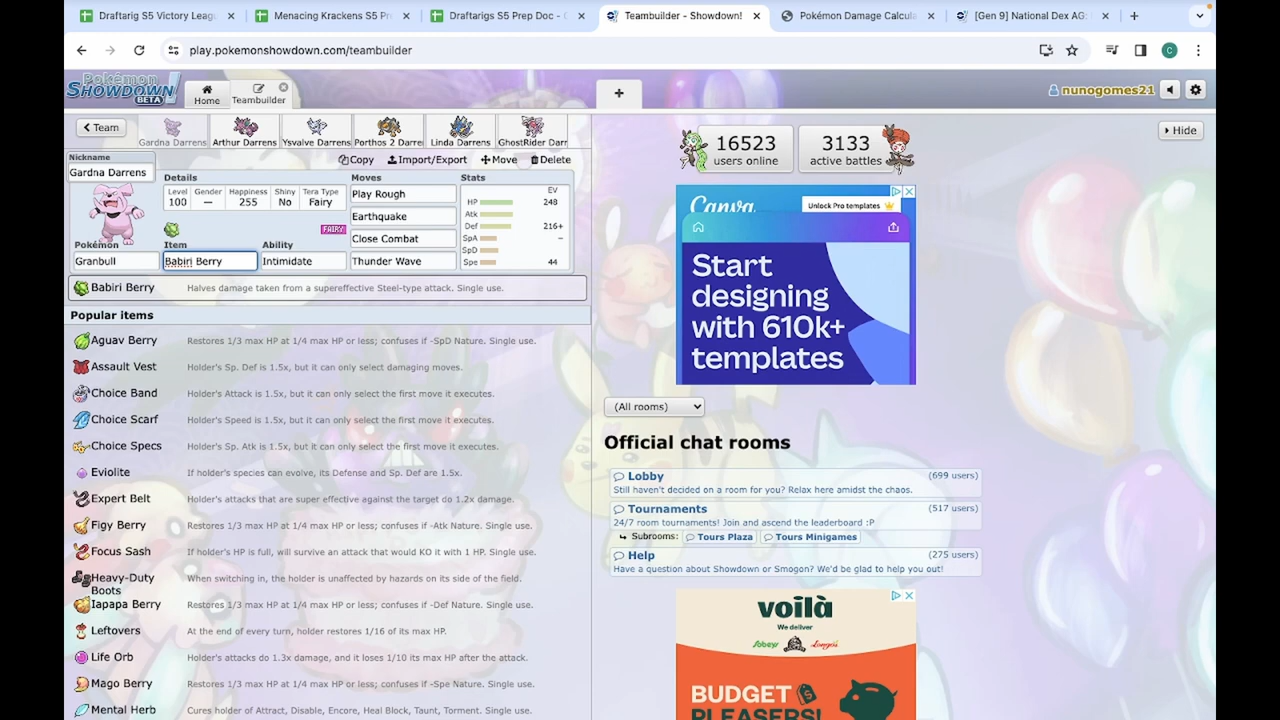 Draftarig S5 Victory Leagu
Menacing Krackens S5 Pr
Draftarigs S5 Prep Doc - G
Teambuilder - Showdown!
Pokémon Damage Calcula
[Gen 9] National Dex AG:
play.pokemonshowdown.com/teambuilder
Pokémon
SHOWDOWN!
BETA
Home
Teambuilder
+
nunogomes21
Team
Gardna Darrens
Arthur Darrens
Ysvalve Darrens
Porthos 2 Darre
Linda Darrens
GhostRider Darr
16523
users online
3133
active battles
Hide
Nickname
Gardna Darrens
Copy
Import/Export
Move
Delete
Details
Level
100
Gender
—
Happiness
255
Shiny
No
Tera Type
Fairy
FAIRY
Pokémon
Granbull
Item
Babiri Berry
Ability
Intimidate
Moves
Play Rough
Earthquake
Close Combat
Thunder Wave
Stats
EV
HP 248
Atk
Def 216+
SpA –
SpD
Spe 44
Babiri Berry Halves damage taken from a supereffective Steel-type attack. Single use.
Popular items
Aguav Berry Restores 1/3 max HP at 1/4 max HP or less; confuses if -SpD Nature. Single use.
Assault Vest Holder's Sp. Def is 1.5x, but it can only select damaging moves.
Choice Band Holder's Attack is 1.5x, but it can only select the first move it executes.
Choice Scarf Holder's Speed is 1.5x, but it can only select the first move it executes.
Choice Specs Holder's Sp. Atk is 1.5x, but it can only select the first move it executes.
Eviolite If holder's species can evolve, its Defense and Sp. Def are 1.5x.
Expert Belt Holder's attacks that are super effective against the target do 1.2x damage.
Figy Berry Restores 1/3 max HP at 1/4 max HP or less; confuses if -Atk Nature. Single use.
Focus Sash If holder's HP is full, will survive an attack that would KO it with 1 HP. Single use.
Heavy-Duty Boots When switching in, the holder is unaffected by hazards on its side of the field.
Iapapa Berry Restores 1/3 max HP at 1/4 max HP or less; confuses if -Def Nature. Single use.
Leftovers At the end of every turn, holder restores 1/16 of its max HP.
Life Orb Holder's attacks do 1.3x damage, and it loses 1/10 its max HP after the attack.
Mago Berry Restores 1/3 max HP at 1/4 max HP or less; confuses if -Spe Nature. Single use.
Mental Herb Cures holder of Attract, Disable, Encore, Heal Block, Taunt, Torment. Single use.
Canva
Unlock Pro templates
Start
designing
with 610k+
templates
(All rooms)
Official chat rooms
Lobby (699 users)
Still haven't decided on a room for you? Relax here amidst the chaos.
Tournaments (517 users)
24/7 room tournaments! Join and ascend the leaderboard :P
Subrooms: Tours Plaza Tours Minigames
Help (275 users)
Have a question about Showdown or Smogon? We'd be glad to help you out!
voilà
We deliver
Sobeys
Longo's
BUDGET
PLEASERS!
C